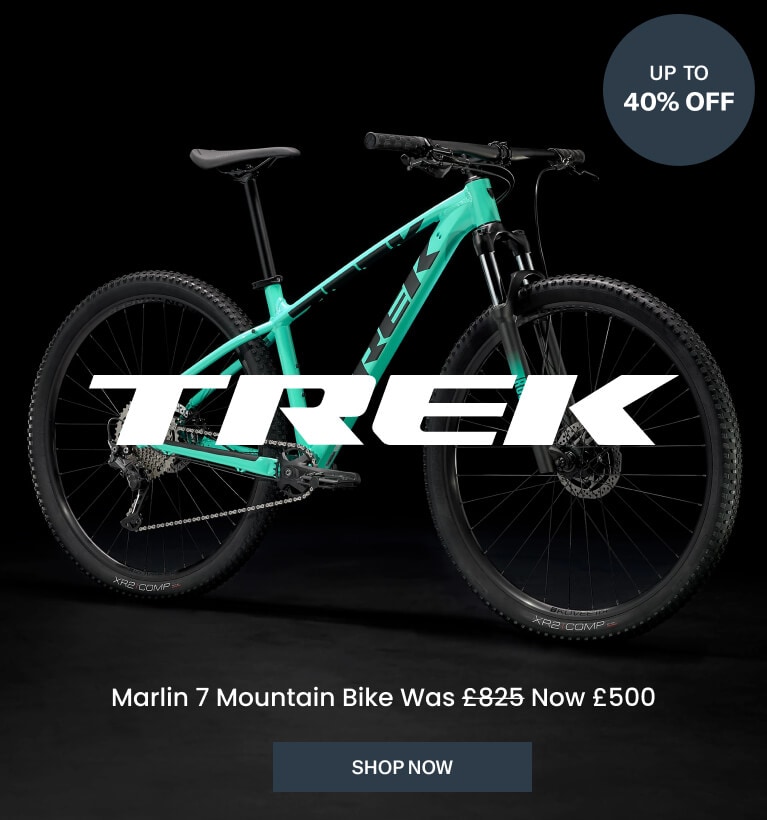 UP TO
40% OFF
TREK
TREK
XR2 COMP
XR2 COMP
Marlin 7 Mountain Bike Was £825 Now £500
SHOP NOW